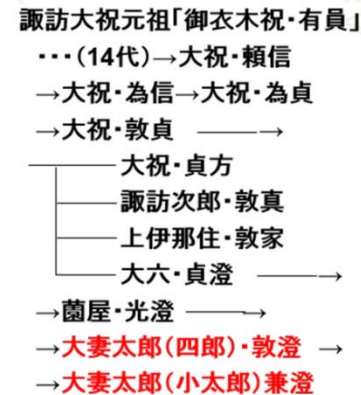 諏訪大祝元祖「御衣木祝・有員」
・・・(14代)→大祝・頼信
→大祝・為信→大祝・為貞
→大祝・敦貞 ――→
大祝・貞方
諏訪次郎・敦真
上伊那住・敦家
大六・貞澄 ――→
→薗屋・光澄 ――→
→大妻太郎(四郎)・敦澄 →
→大妻太郎(小太郎)兼澄